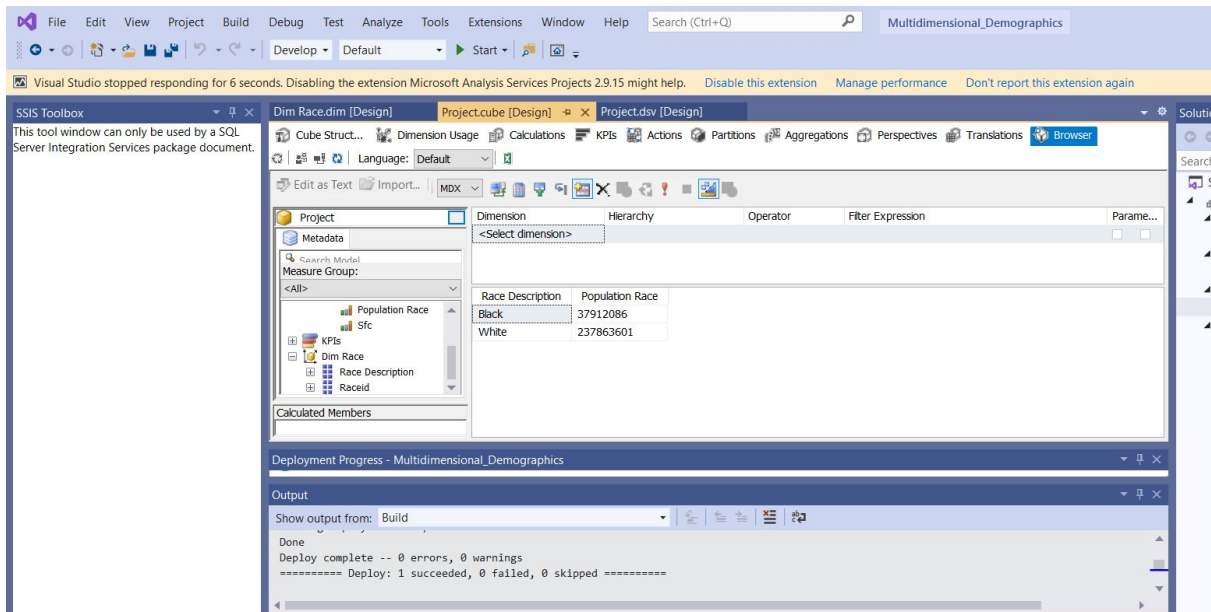 File Edit View Project Build Debug Test Analyze Tools Extensions Window Help Search (Ctrl+Q) Multidimensional_Demographics
Develop Default Start
Visual Studio stopped responding for 6 seconds. Disabling the extension Microsoft Analysis Services Projects 2.9.15 might help. Disable this extension Manage performance Don't report this extension again
SSIS Toolbox
This tool window can only be used by a SQL
Server Integration Services package document.
Dim Race.dim [Design] Project.cube [Design] Project.dsv [Design]
Cube Struct... Dimension Usage Calculations KPIs Actions Partitions Aggregations Perspectives Translations Browser
Language: Default
Edit as Text Import... MDX
Project
Metadata
Search Model
Measure Group:
<All>
Population Race
Sfc
KPIs
Dim Race
Race Description
Raceid
Calculated Members
Dimension Hierarchy Operator Filter Expression Parame...
<Select dimension>
Race Description Population Race
Black 37912086
White 237863601
Deployment Progress - Multidimensional_Demographics
Output
Show output from: Build
Done
Deploy complete -- 0 errors, 0 warnings
========== Deploy: 1 succeeded, 0 failed, 0 skipped ==========